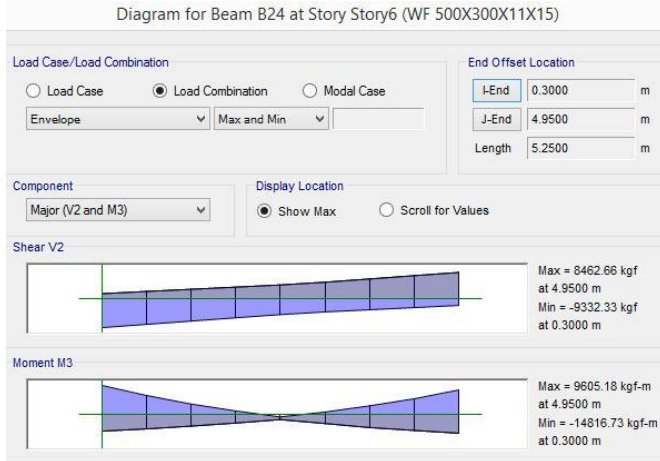 Diagram for Beam B24 at Story Story6 (WF 500X300X11X15)
Load Case/Load Combination
Load Case
Load Combination
Modal Case
Envelope
Max and Min
End Offset Location
I-End 0.3000 m
J-End 4.9500 m
Length 5.2500 m
Component
Major (V2 and M3)
Display Location
Show Max
Scroll for Values
Shear V2
Max = 8462.66 kgf
at 4.9500 m
Min = -9332.33 kgf
at 0.3000 m
Moment M3
Max = 9605.18 kgf-m
at 4.9500 m
Min = -14816.73 kgf-m
at 0.3000 m